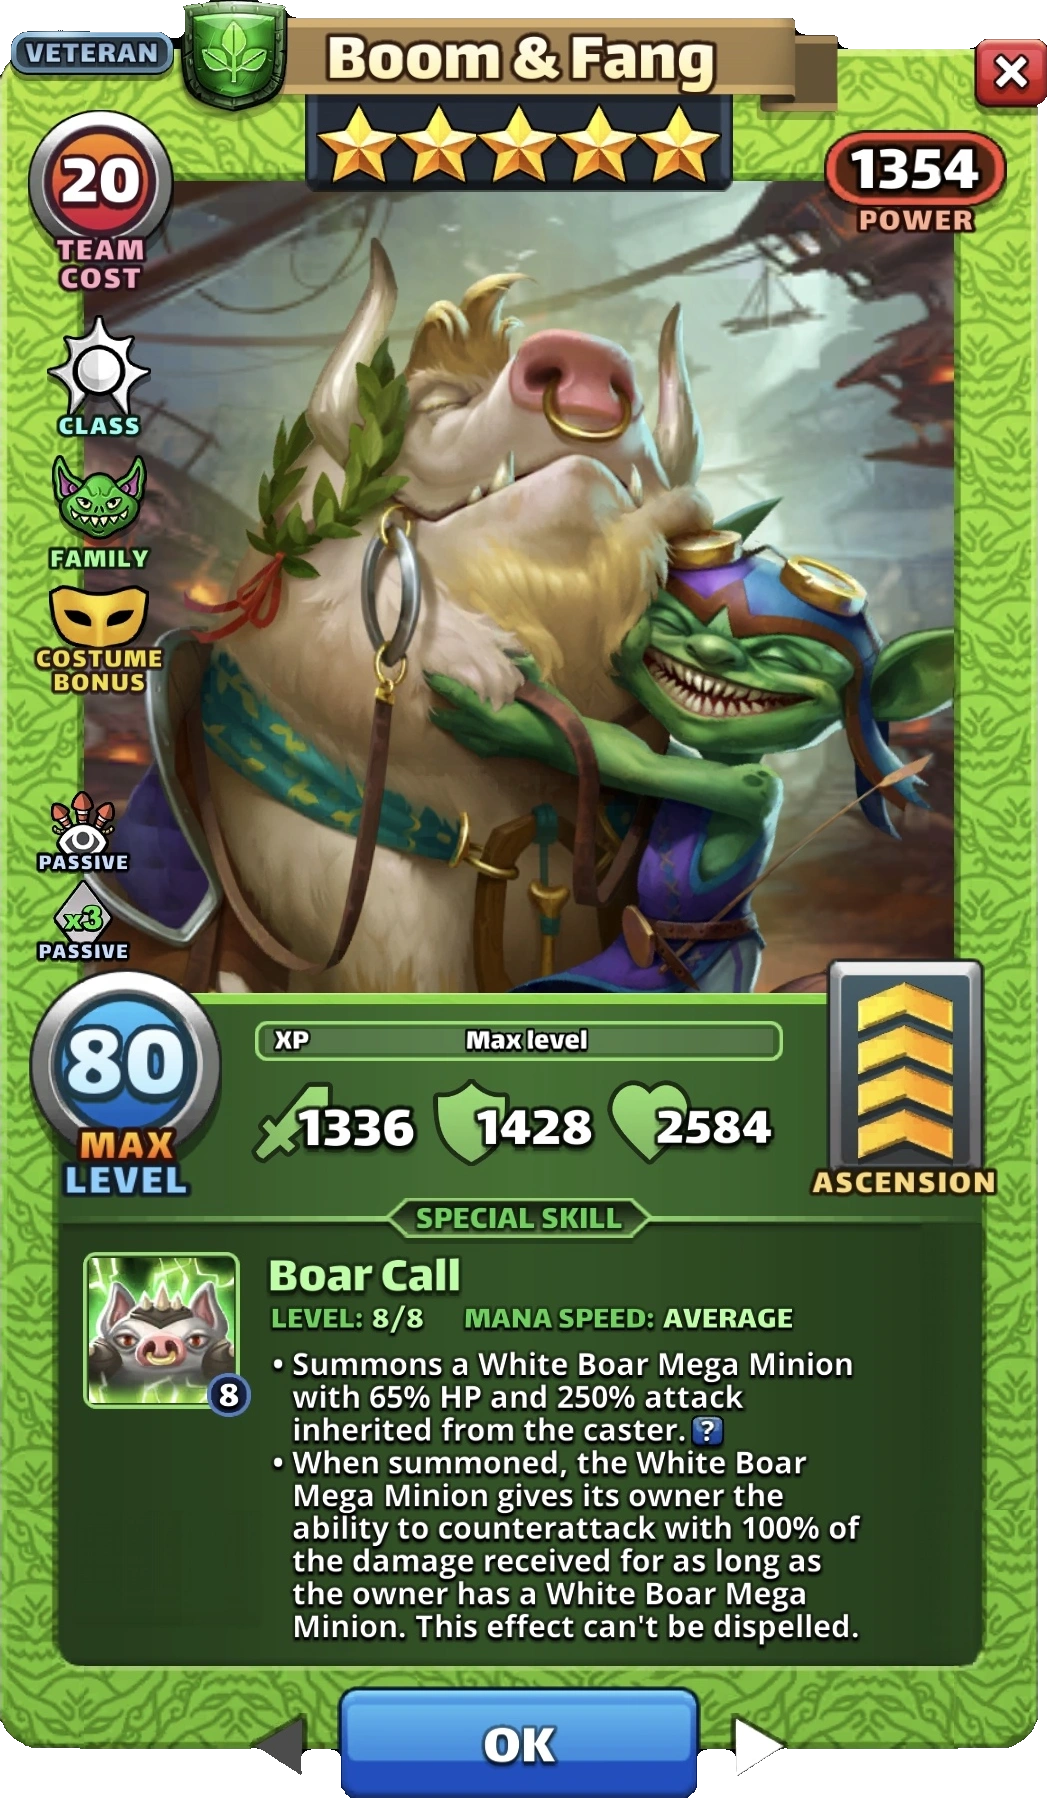 VETERAN
Boom & Fang
20
TEAM
COST
1354
POWER
CLASS
FAMILY
COSTUME
BONUS
PASSIVE
x3
PASSIVE
80
MAX
LEVEL
XP Max level
1336 1428 2584
ASCENSION
SPECIAL SKILL
Boar Call
LEVEL: 8/8 MANA SPEED: AVERAGE
8
• Summons a White Boar Mega Minion
with 65% HP and 250% attack
inherited from the caster. ?
• When summoned, the White Boar
Mega Minion gives its owner the
ability to counterattack with 100% of
the damage received for as long as
the owner has a White Boar Mega
Minion. This effect can't be dispelled.
OK